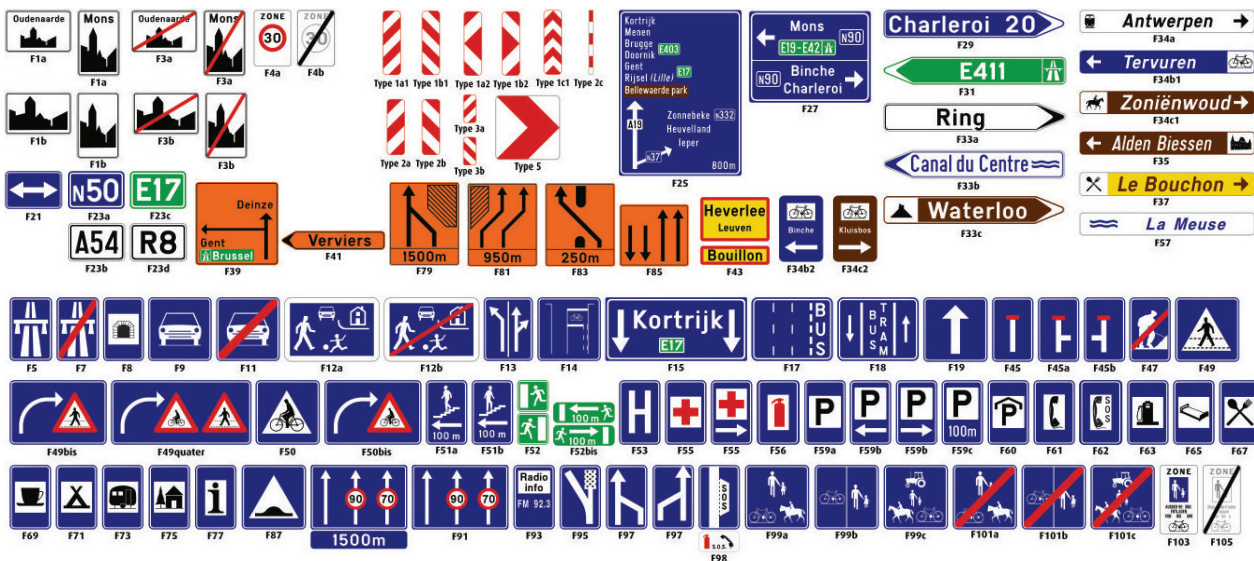 Oudenaarde
F1a
Mons
F1a
Oudenaarde
F3a
Mons
F3a
ZONE
30
F4a
ZONE
30
F4b
F1b
F1b
F3b
F3b
Type 1a1
Type 1b1
Type 1a2
Type 1b2
Type 1c1
Type 2c
Type 2a
Type 2b
Type 3a
Type 3b
Type 5
Kortrijk
Menen
Brugge
Doornik
E403
Gent
Rijsel (Lille)
E17
Bellewaerde park
A19
Zonnebeke
N332
Heuvelland
Ieper
N37
800m
F25
Mons
N90
E19-E42
N90
Binche
Charleroi
F27
Charleroi 20
F29
E411
F31
Ring
F33a
Canal du Centre
F33b
Waterloo
F33c
Antwerpen
F34a
Tervuren
F34b1
Zoniënwoud
F34c1
Alden Biessen
F35
Le Bouchon
F37
La Meuse
F57
F21
N50
F23a
E17
F23c
A54
F23b
R8
F23d
Deinze
Gent
Brussel
F39
Verviers
F41
1500m
F79
950m
F81
250m
F83
F85
Heverlee
Leuven
Bouillon
F43
Binche
F34b2
Kluisbos
F34c2
F5
F7
F8
F9
F11
F12a
F12b
F13
F14
Kortrijk
E17
F15
BUS
F17
BUS
TRAM
F18
F19
F45
F45a
F45b
F47
F49
F49bis
F49quater
F50
F50bis
100 m
F51a
100 m
F51b
F52
100 m
100 m
F52bis
H
F53
F55
F55
F56
P
F59a
P
F59b
P
F59b
P
100m
F59c
P
F60
F61
SOS
F62
F63
F65
F67
F69
F71
F73
F75
i
F77
F87
90
70
1500m
90
70
F91
Radio
info
FM 92.3
F93
F95
F97
F97
SOS
S.O.S.
F98
F99a
F99b
F99c
F101a
F101b
F101c
ZONE
F103
ZONE
F105